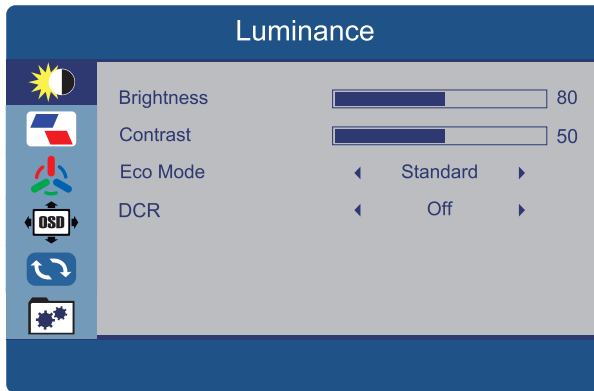 Luminance
Brightness 80
Contrast 50
Eco Mode Standard
DCR Off
OSD